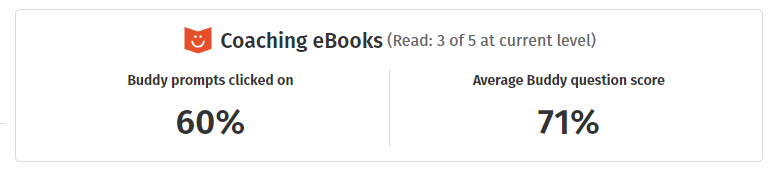 Coaching eBooks (Read: 3 of 5 at current level)
Buddy prompts clicked on
60%
Average Buddy question score
71%